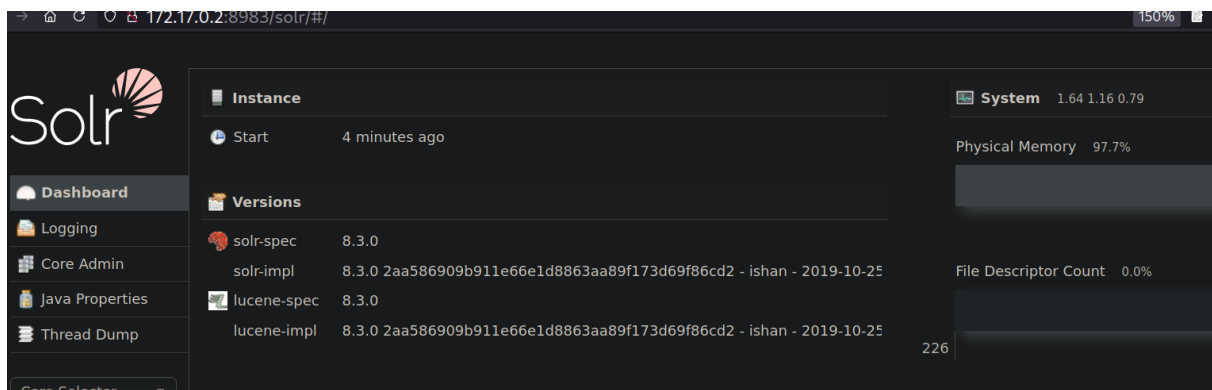 172.17.0.2:8983/solr/#/
150%
Solr
Dashboard
Logging
Core Admin
Java Properties
Thread Dump
Core Selector
Instance
Start 4 minutes ago
Versions
solr-spec 8.3.0
solr-impl 8.3.0 2aa586909b911e66e1d8863aa89f173d69f86cd2 - ishan - 2019-10-25
lucene-spec 8.3.0
lucene-impl 8.3.0 2aa586909b911e66e1d8863aa89f173d69f86cd2 - ishan - 2019-10-25
System 1.64 1.16 0.79
Physical Memory 97.7%
File Descriptor Count 0.0%
226